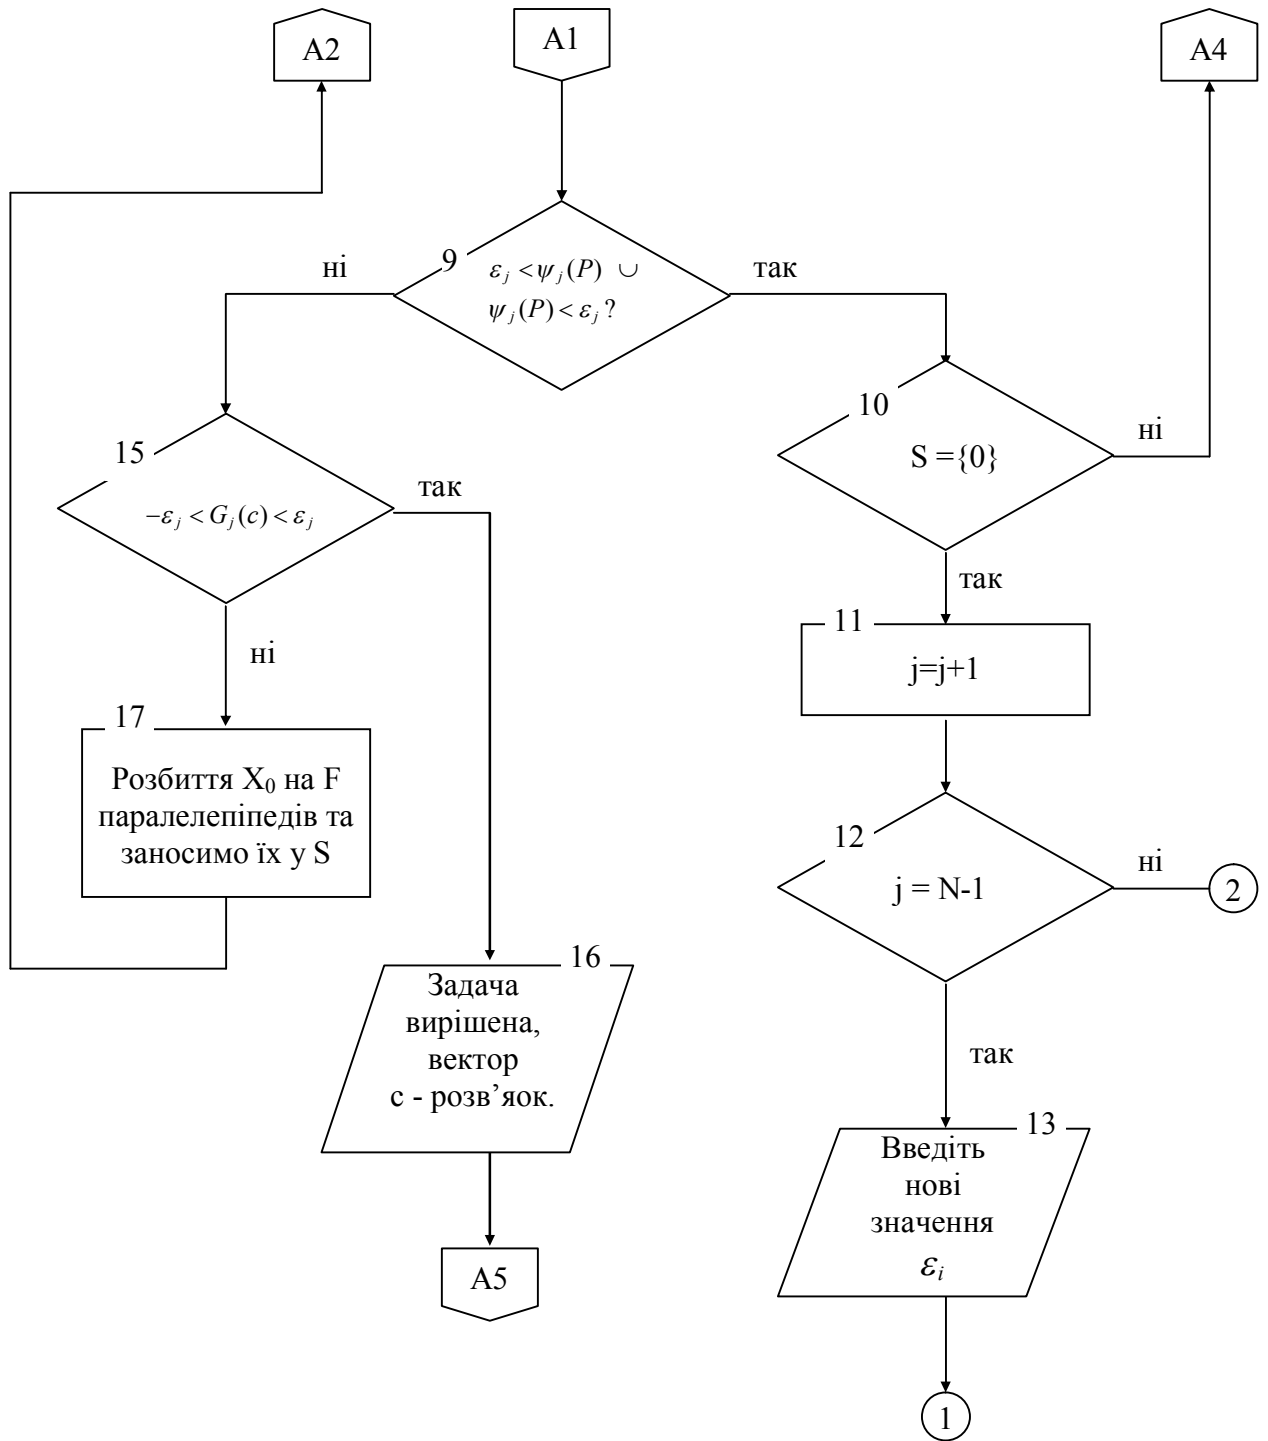 A2
A1
A4
9
ні
так
εj < ψj(P) ∪
ψj(P) < εj ?
10
S ={0}
ні
15
так
−εj < Gj(c) < εj
так
11
j=j+1
ні
17
Розбиття X₀ на F
паралелепіпедів та
заносимо їх у S
12
j = N-1
ні
2
16
Задача
вирішена,
вектор
с - розв’яок.
так
13
Введіть
нові
значення
εi
A5
1